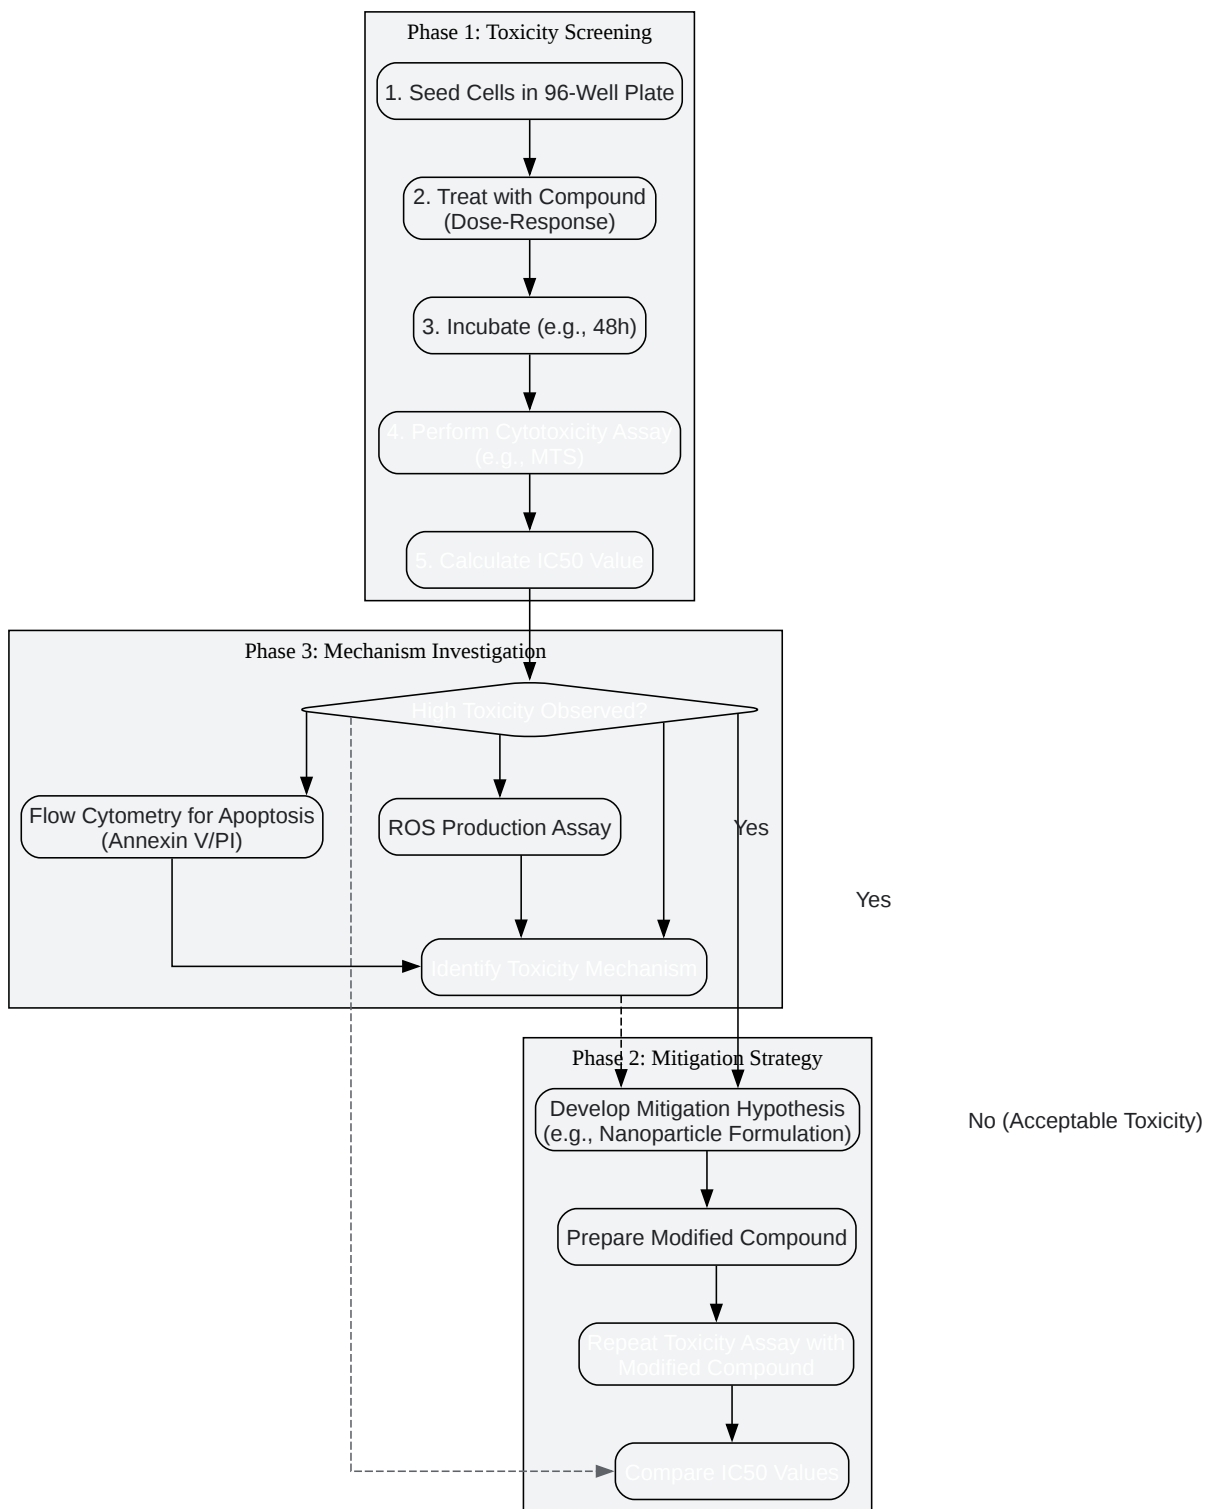 Phase 1: Toxicity Screening
1. Seed Cells in 96-Well Plate
2. Treat with Compound
(Dose-Response)
3. Incubate (e.g., 48h)
4. Perform Cytotoxicity Assay
(e.g., MTS)
5. Calculate IC50 Value
Phase 3: Mechanism Investigation
High Toxicity Observed?
Flow Cytometry for Apoptosis
(Annexin V/PI)
ROS Production Assay
Yes
Yes
Identify Toxicity Mechanism
Phase 2: Mitigation Strategy
Develop Mitigation Hypothesis
(e.g., Nanoparticle Formulation)
No (Acceptable Toxicity)
Prepare Modified Compound
Repeat Toxicity Assay with
Modified Compound
Compare IC50 Values